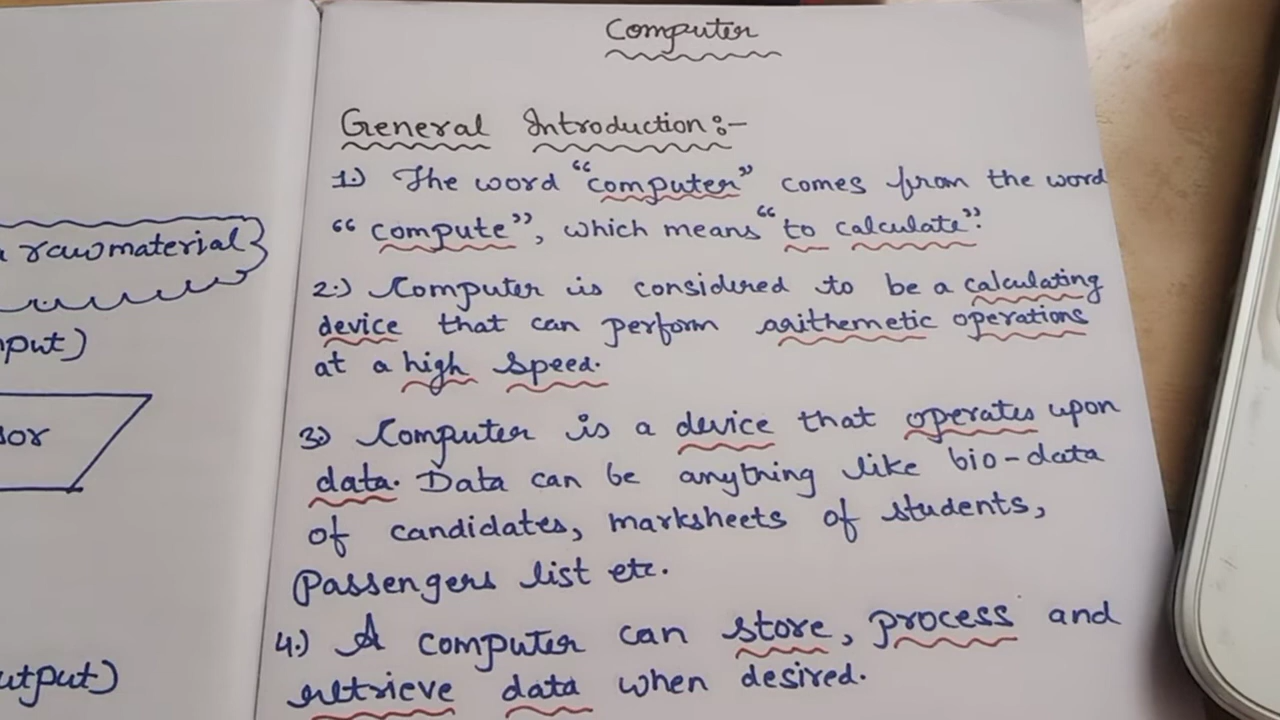 raw material
put)
sor
utput)
Computer
General Introduction:-
1.) The word "computer" comes from the word
"compute", which means "to calculate".
2.) Computer is considered to be a calculating
device that can perform arithemetic operations
at a high speed.
3) Computer is a device that operates upon
data. Data can be anything like bio-data
of candidates, marksheets of students,
Passengers list etc.
4.) A computer can store, process and
retrieve data when desired.